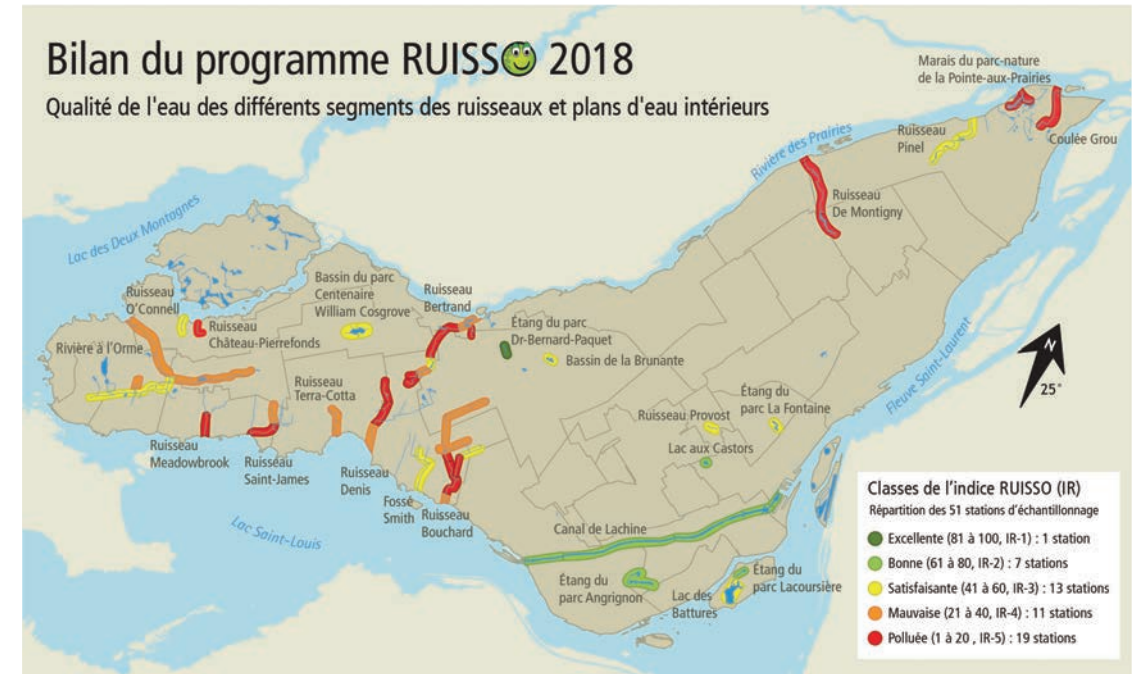 Bilan du programme RUISSO 2018
Qualité de l'eau des différents segments des ruisseaux et plans d'eau intérieurs
Marais du parc-nature
de la Pointe-aux-Prairies
Rivière des Prairies
Ruisseau
Pinel
Coulée Grou
Ruisseau
De Montigny
Lac des Deux Montagnes
Bassin du parc
Centenaire
William Cosgrove
Ruisseau
Bertrand
Ruisseau
O'Connell
Ruisseau
Château-Pierrefonds
Étang du parc
Dr-Bernard-Paquet
Bassin de la Brunante
Rivière à l'Orme
Fleuve Saint-Laurent
N
25°
Ruisseau
Terra-Cotta
Étang du
parc La Fontaine
Ruisseau Provost
Lac aux Castors
Ruisseau
Meadowbrook
Ruisseau
Saint-James
Ruisseau
Denis
Fossé
Smith
Ruisseau
Bouchard
Lac Saint-Louis
Canal de Lachine
Étang du
parc Angrignon
Lac des
Battures
Étang du
parc Lacoursière
Classes de l'indice RUISSO (IR)
Répartition des 51 stations d'échantillonnage
Excellente (81 à 100, IR-1) : 1 station
Bonne (61 à 80, IR-2) : 7 stations
Satisfaisante (41 à 60, IR-3) : 13 stations
Mauvaise (21 à 40, IR-4) : 11 stations
Polluée (1 à 20 , IR-5) : 19 stations